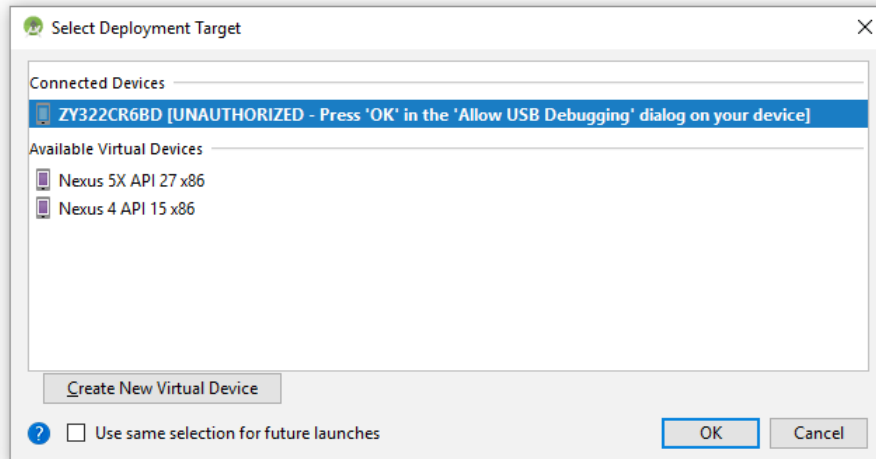 Select Deployment Target
Connected Devices
ZY322CR6BD [UNAUTHORIZED - Press 'OK' in the 'Allow USB Debugging' dialog on your device]
Available Virtual Devices
Nexus 5X API 27 x86
Nexus 4 API 15 x86
Create New Virtual Device
? Use same selection for future launches OK Cancel